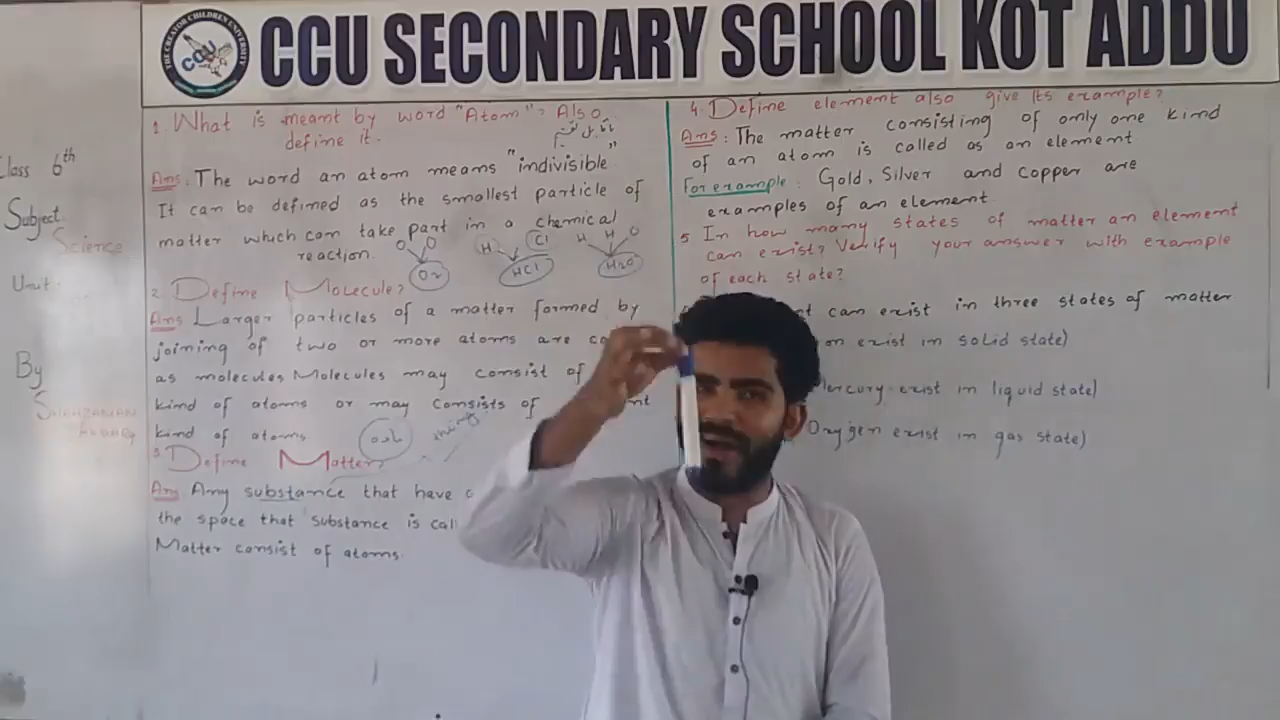 CCU SECONDARY SCHOOL KOT ADDU
THE CREATOR CHILDREN UNIVERSITY
CCU
Class 6th
Subject
Science
Unit.
By
1. What is meant by word "Atom"? Also
define it.
Ans: The word an atom means "indivisible"
It can be defined as the smallest particle of
matter which can take part in a chemical
reaction.
O O
O2
H Cl
HCl
H H O
H2O
2. Define Molecule?
Ans Larger particles of a matter formed by
joining of two or more atoms are
as molecules Molecules may consist of
kind of atoms or may consists of
kind of atoms
3 Define Matter?
thing
Ans Any substance that have
the space that substance is
Matter consist of atoms.
4. Define element also give Its example?
Ans: The matter consisting of only one kind
of an atom is called as an element
For example: Gold, Silver and Copper are
examples of an element
5 In how many states of matter an element
can exist? Verify your answer with example
of each state?
can exist in three states of matter
exist in solid state)
Mercury exist in liquid state)
Oxygen exist in gas state)